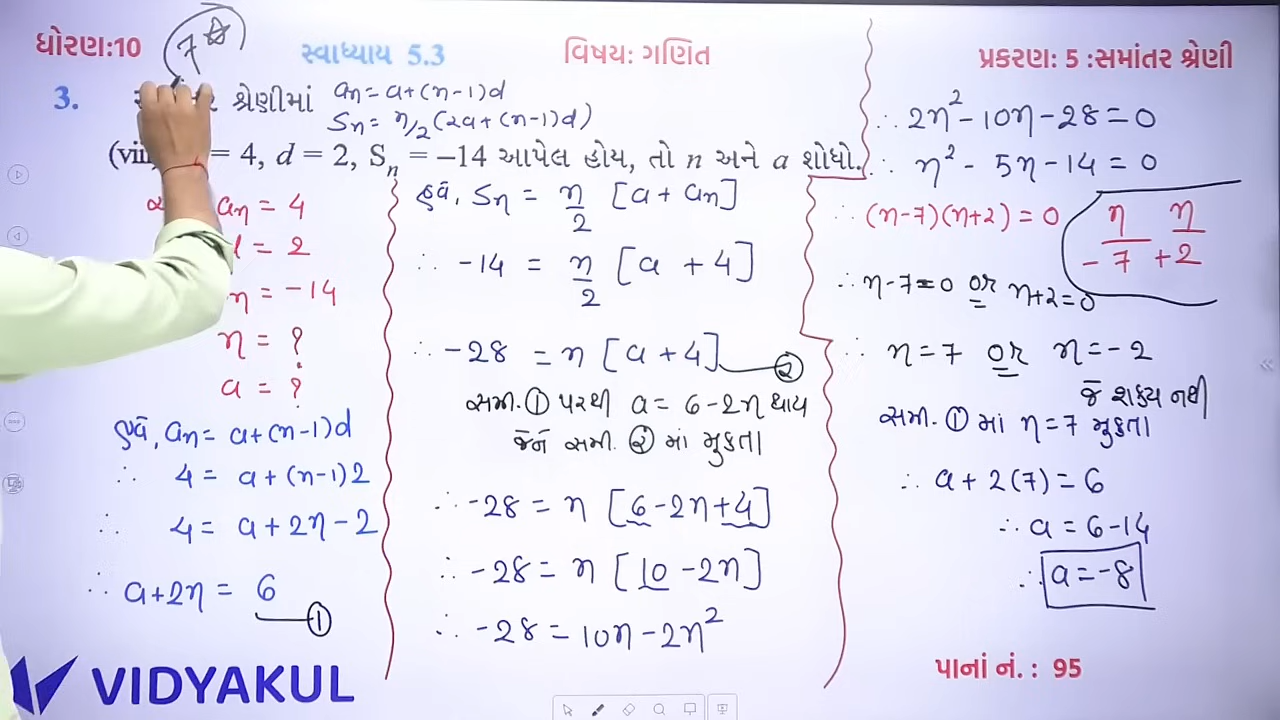 ધોરણ:10
7
સ્વાધ્યાય 5.3
વિષય: ગણિત
પ્રકરણ: 5 :સમાંતર શ્રેણી
3.
શ્રેણીમાં
an = a+(n-1)d
Sn = n/2(2a+(n-1)d)
(viii = 4, d = 2, Sn = –14 આપેલ હોય, તો n અને a શોધો.
an = 4
= 2
n = -14
n = ?
a = ?
હવે, an = a+(n-1)d
∴ 4 = a+(n-1)2
∴ 4 = a+2n-2
∴ a+2n = 6 ①
હવે, Sn = n/2 [a + an]
∴ -14 = n/2 [a + 4]
∴ -28 = n [a + 4] ②
સમી. ① પરથી a = 6-2n થાય
જેને સમી. ② માં મુકતા
∴ -28 = n [6-2n+4]
∴ -28 = n [10-2n]
∴ -28 = 10n-2n²
∴ 2n²-10n-28=0
∴ n²-5n-14=0
∴ (n-7)(n+2)=0
n n
-7 +2
∴ n-7=0 or n+2=0
∴ n=7 or n=-2
જે શક્ય નથી
સમી. ① માં n=7 મુકતા
∴ a+2(7)=6
∴ a=6-14
∴ a=-8
પાનાં નં. : 95
VIDYAKUL